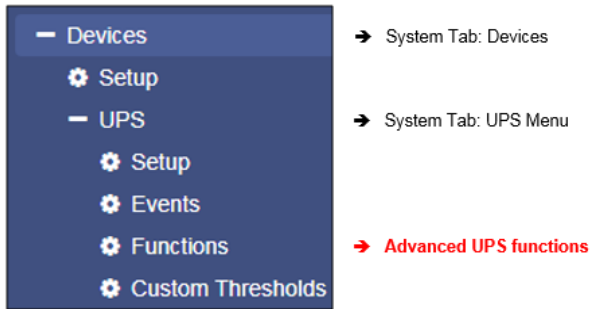 Devices ➔ System Tab: Devices
Setup
UPS ➔ System Tab: UPS Menu
Setup
Events
Functions ➔ Advanced UPS functions
Custom Thresholds